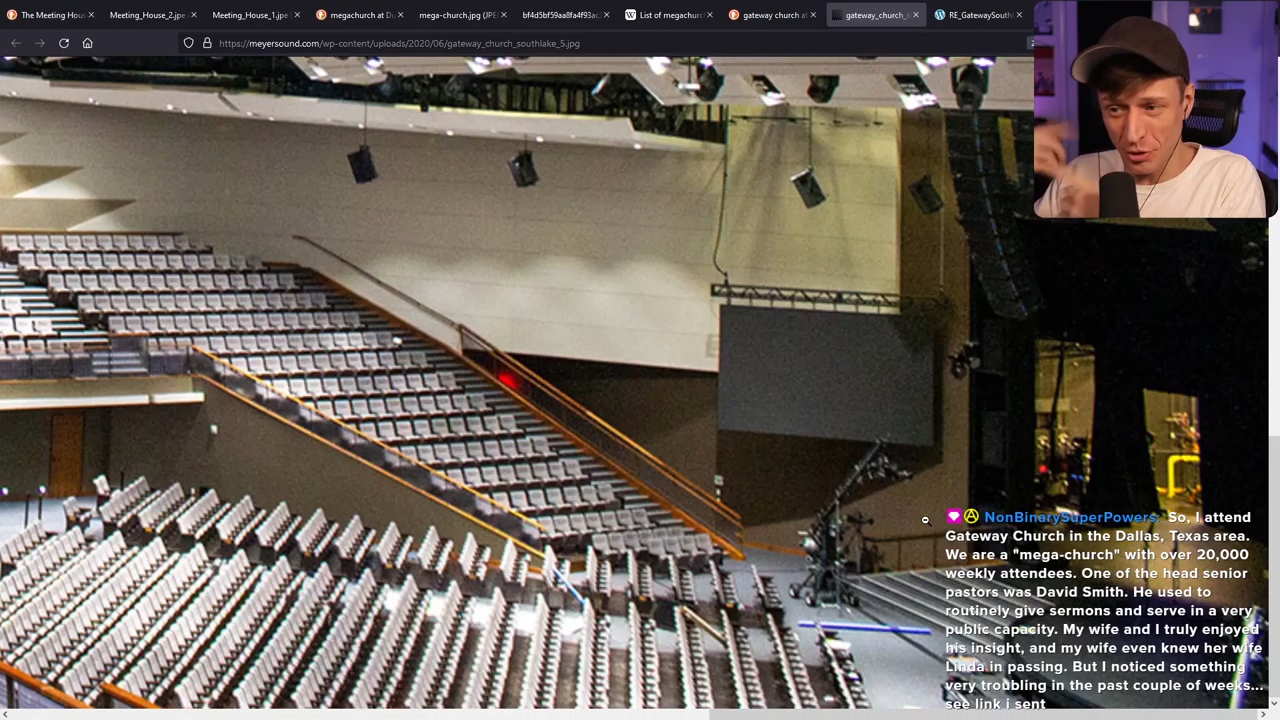 The Meeting Hous
Meeting_House_2.jpe
Meeting_House_1.jpe
megachurch at Du
mega-church.jpg (JPE
bf4d5bf59aa8fa4f93ac
List of megachurc
gateway church at
gateway_church_s
RE_GatewaySouthl
https://meyersound.com/wp-content/uploads/2020/06/gateway_church_southlake_5.jpg
NonBinarySuperPowers: So, I attend
Gateway Church in the Dallas, Texas area.
We are a "mega-church" with over 20,000
weekly attendees. One of the head senior
pastors was David Smith. He used to
routinely give sermons and serve in a very
public capacity. My wife and I truly enjoyed
his insight, and my wife even knew her wife
Linda in passing. But I noticed something
very troubling in the past couple of weeks...
see link i sent